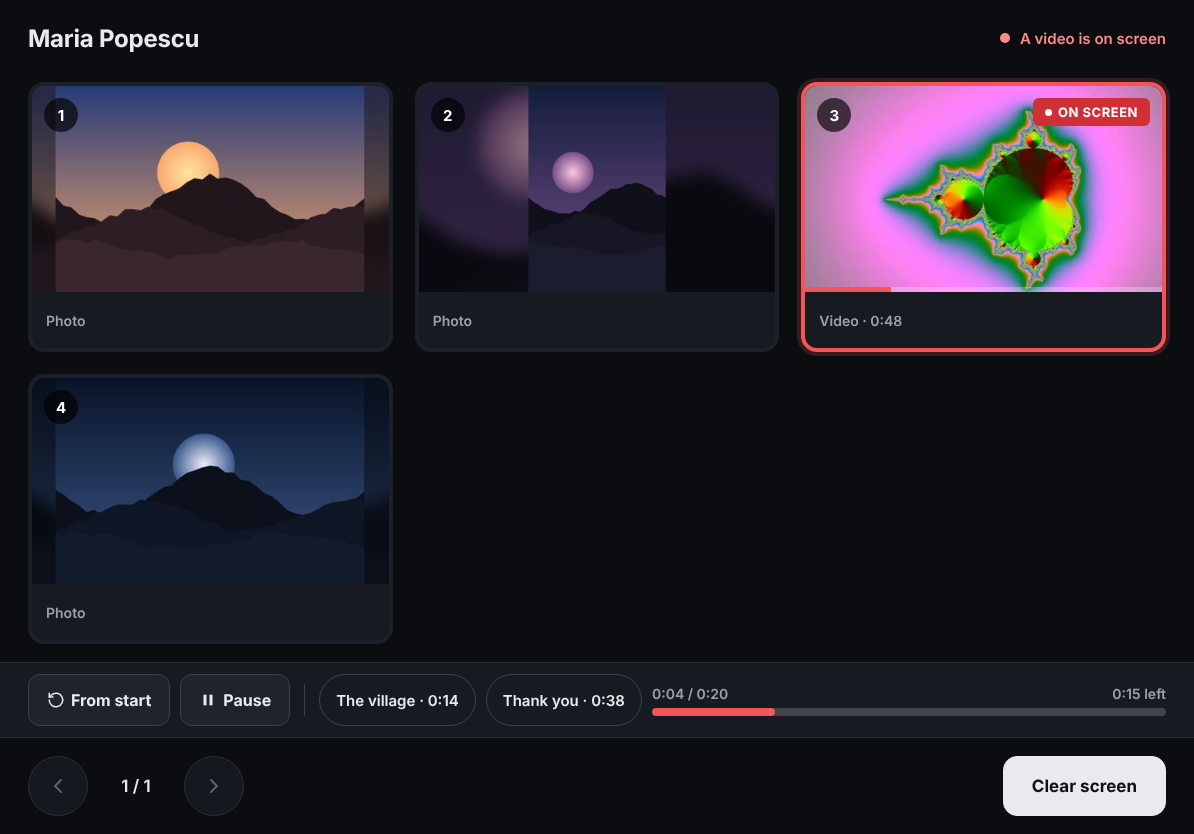 Maria Popescu
A video is on screen
1
2
3
ON SCREEN
Photo
Photo
Video · 0:48
4
Photo
From start
Pause
The village · 0:14
Thank you · 0:38
0:04 / 0:20
0:15 left
1 / 1
Clear screen